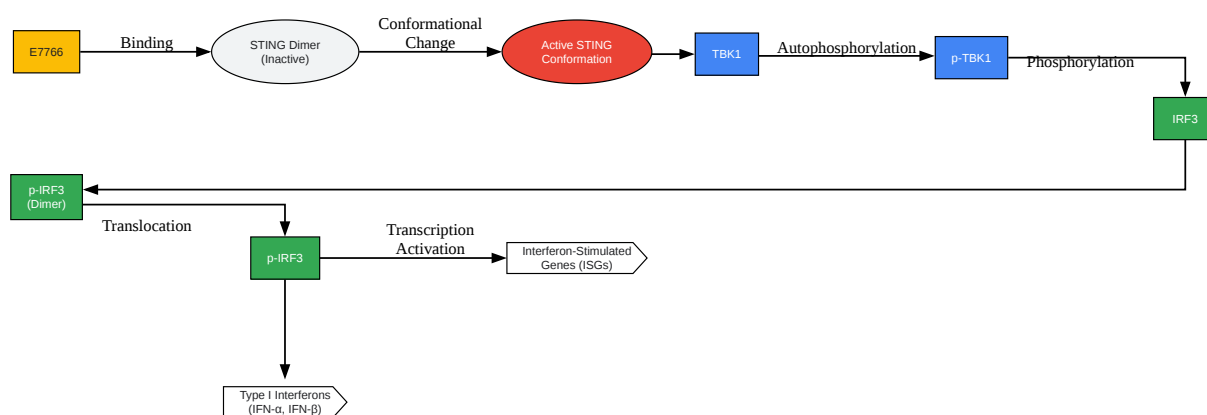 E7766
Binding
STING Dimer
(Inactive)
Conformational
Change
Active STING
Conformation
TBK1
Autophosphorylation
p-TBK1
Phosphorylation
IRF3
p-IRF3
(Dimer)
Translocation
p-IRF3
Transcription
Activation
Interferon-Stimulated
Genes (ISGs)
Type I Interferons
(IFN-α, IFN-β)